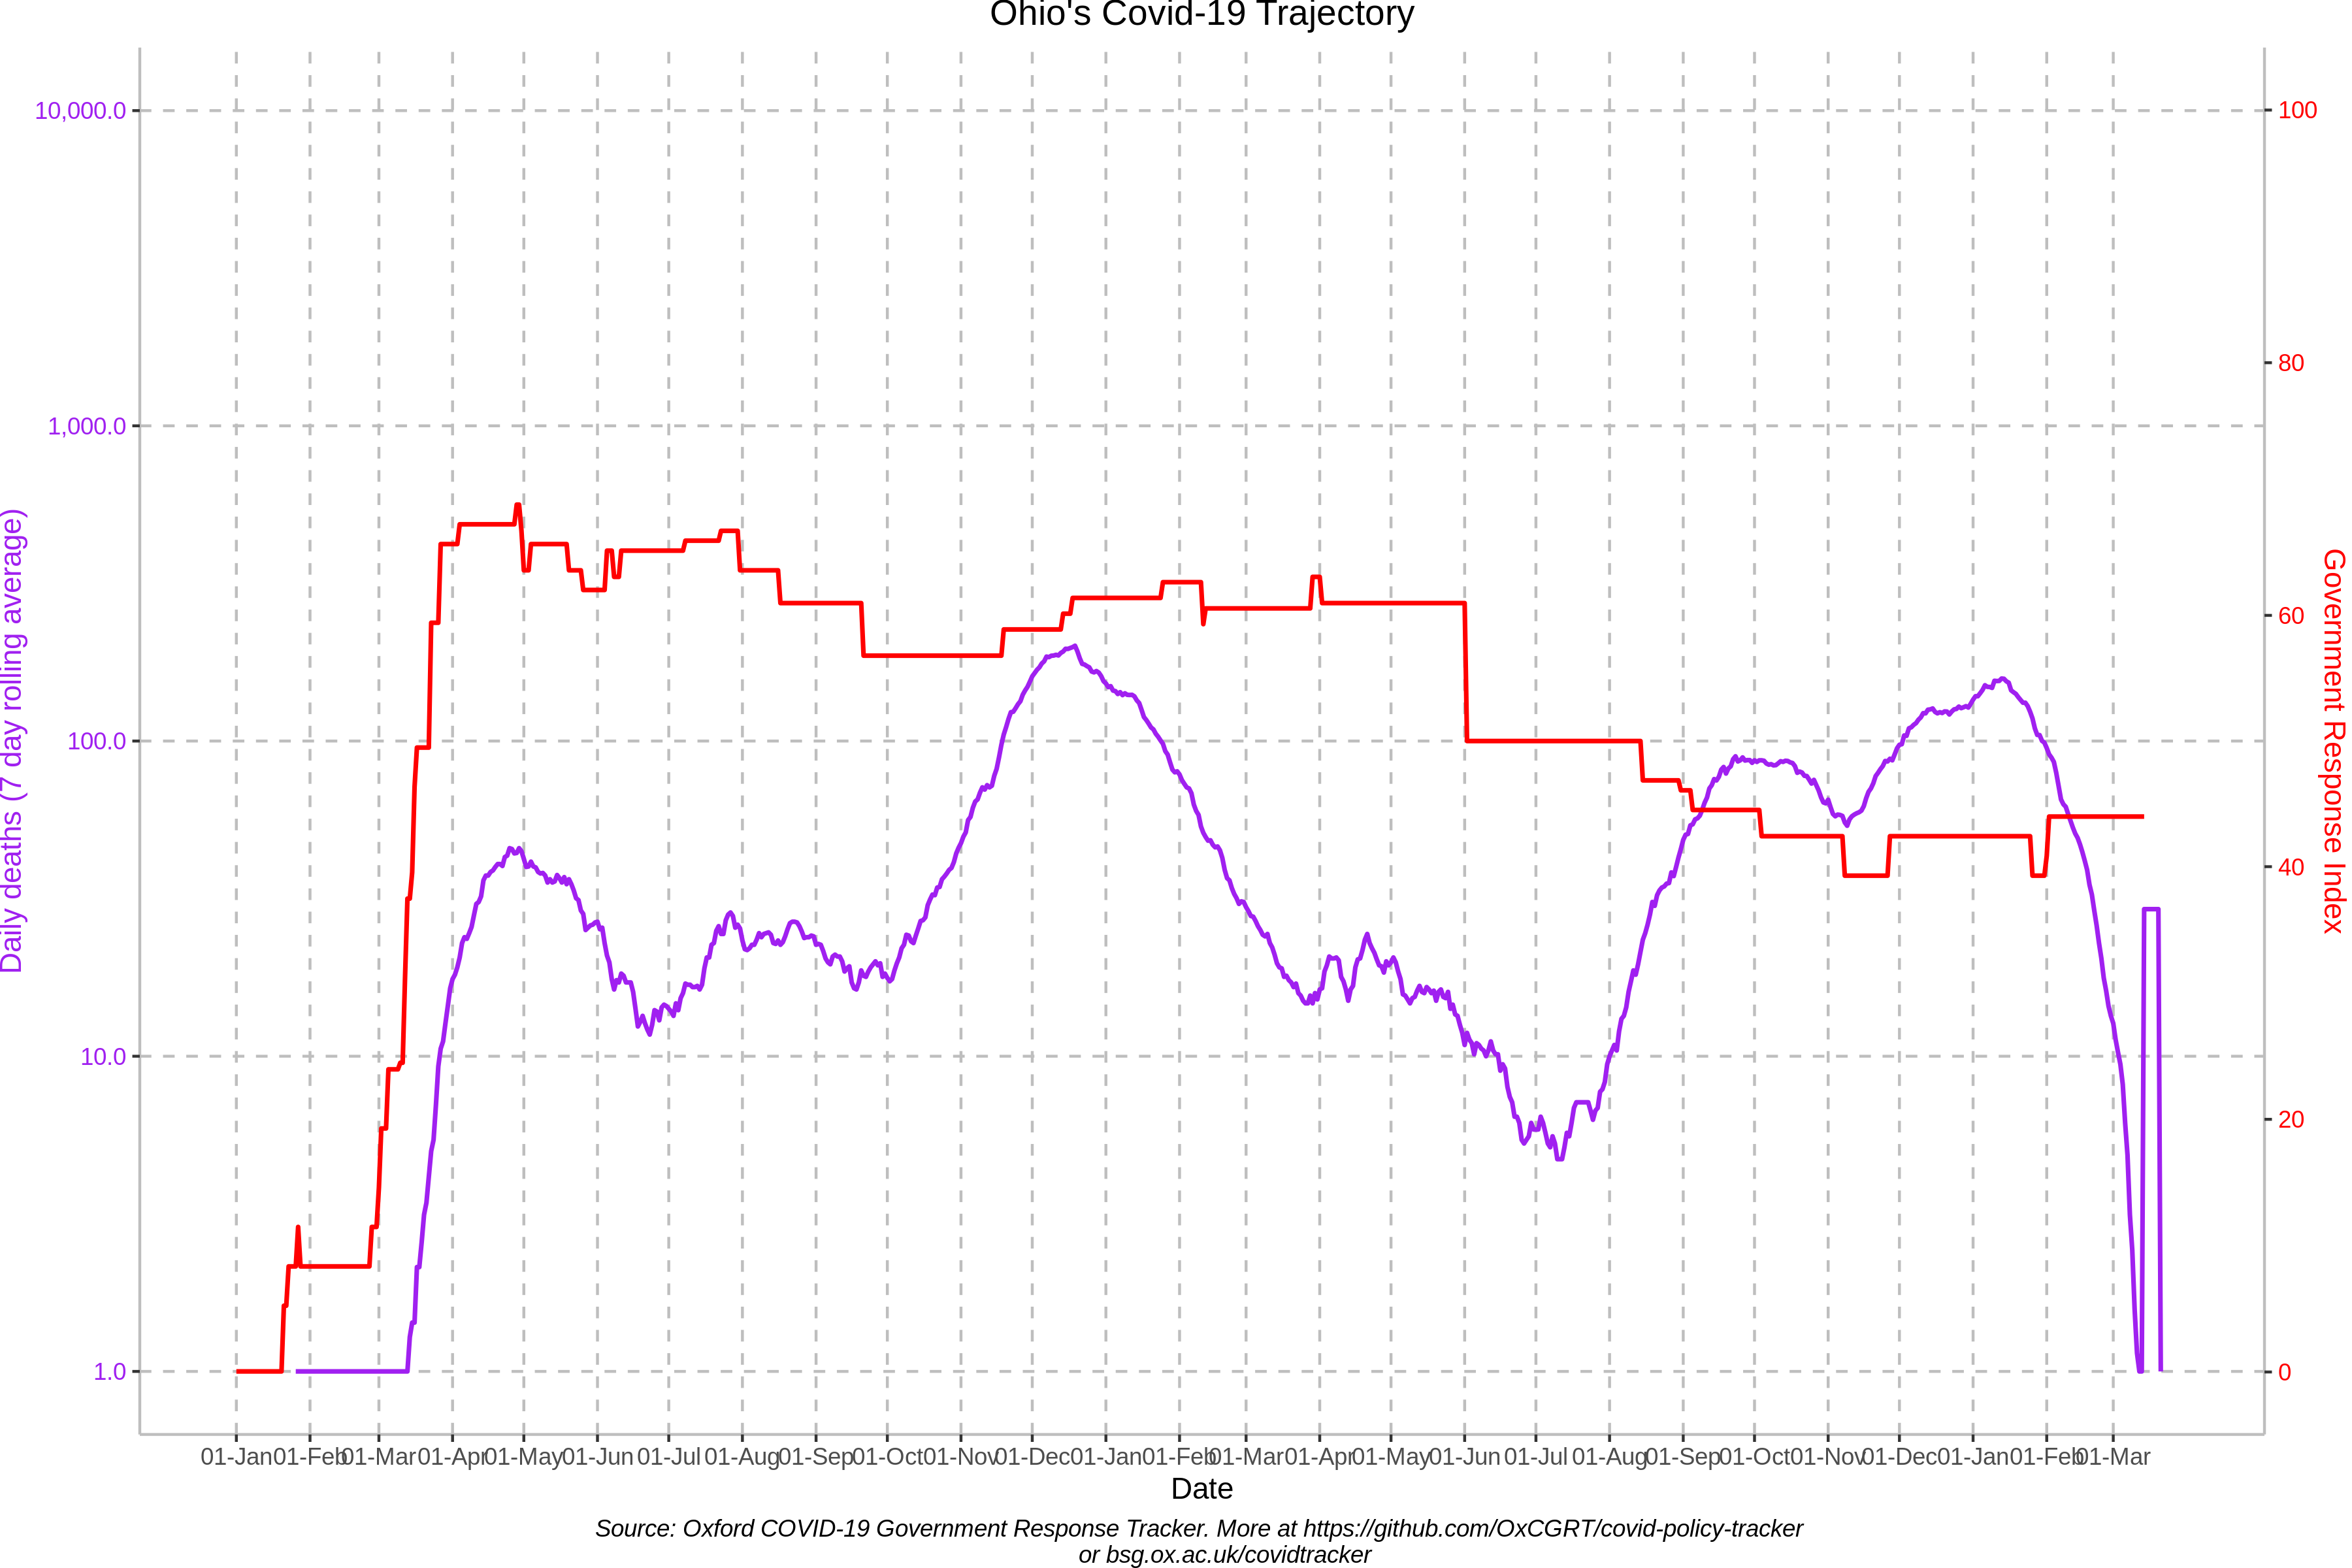 Ohio's Covid-19 Trajectory
10,000.0
1,000.0
100.0
10.0
1.0
Daily deaths (7 day rolling average)
100
80
60
40
20
0
Government Response Index
01-Jan 01-Feb 01-Mar 01-Apr 01-May 01-Jun 01-Jul 01-Aug 01-Sep 01-Oct 01-Nov 01-Dec 01-Jan 01-Feb 01-Mar 01-Apr 01-May 01-Jun 01-Jul 01-Aug 01-Sep 01-Oct 01-Nov 01-Dec 01-Jan 01-Feb 01-Mar
Date
Source: Oxford COVID-19 Government Response Tracker. More at https://github.com/OxCGRT/covid-policy-tracker
or bsg.ox.ac.uk/covidtracker